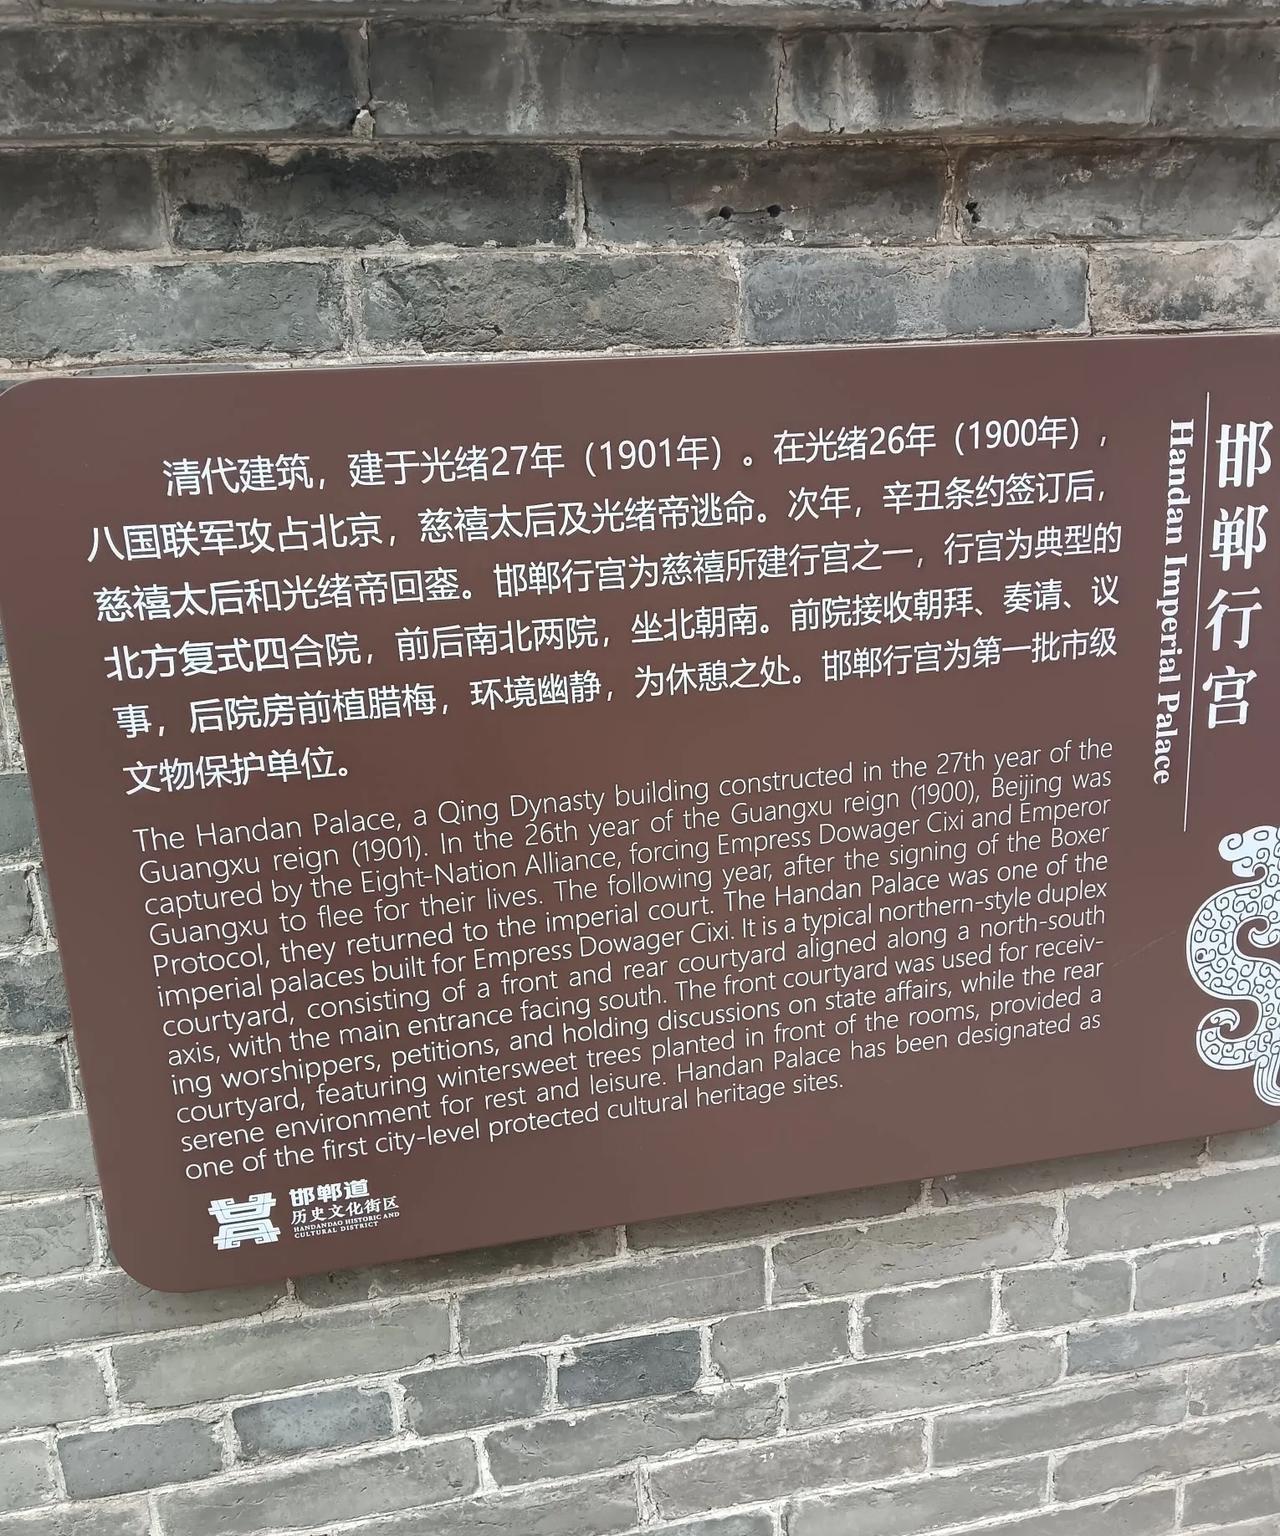 邯郸行宫
Handan Imperial Palace
清代建筑，建于光绪27年（1901年）。在光绪26年（1900年），
八国联军攻占北京，慈禧太后及光绪帝逃命。次年，辛丑条约签订后，
慈禧太后和光绪帝回銮。邯郸行宫为慈禧所建行宫之一，行宫为典型的
北方复式四合院，前后南北两院，坐北朝南。前院接收朝拜、奏请、议
事，后院房前植腊梅，环境幽静，为休憩之处。邯郸行宫为第一批市级
文物保护单位。
The Handan Palace, a Qing Dynasty building constructed in the 27th year of the
Guangxu reign (1901). In the 26th year of the Guangxu reign (1900), Beijing was
captured by the Eight-Nation Alliance, forcing Empress Dowager Cixi and Emperor
Guangxu to flee for their lives. The following year, after the signing of the Boxer
Protocol, they returned to the imperial court. The Handan Palace was one of the
imperial palaces built for Empress Dowager Cixi. It is a typical northern-style duplex
courtyard, consisting of a front and rear courtyard aligned along a north-south
axis, with the main entrance facing south. The front courtyard was used for receiv-
ing worshippers, petitions, and holding discussions on state affairs, while the rear
courtyard, featuring wintersweet trees planted in front of the rooms, provided a
serene environment for rest and leisure. Handan Palace has been designated as
one of the first city-level protected cultural heritage sites.
邯郸道
历史文化街区
HANDANDAO HISTORIC AND
CULTURAL DISTRICT